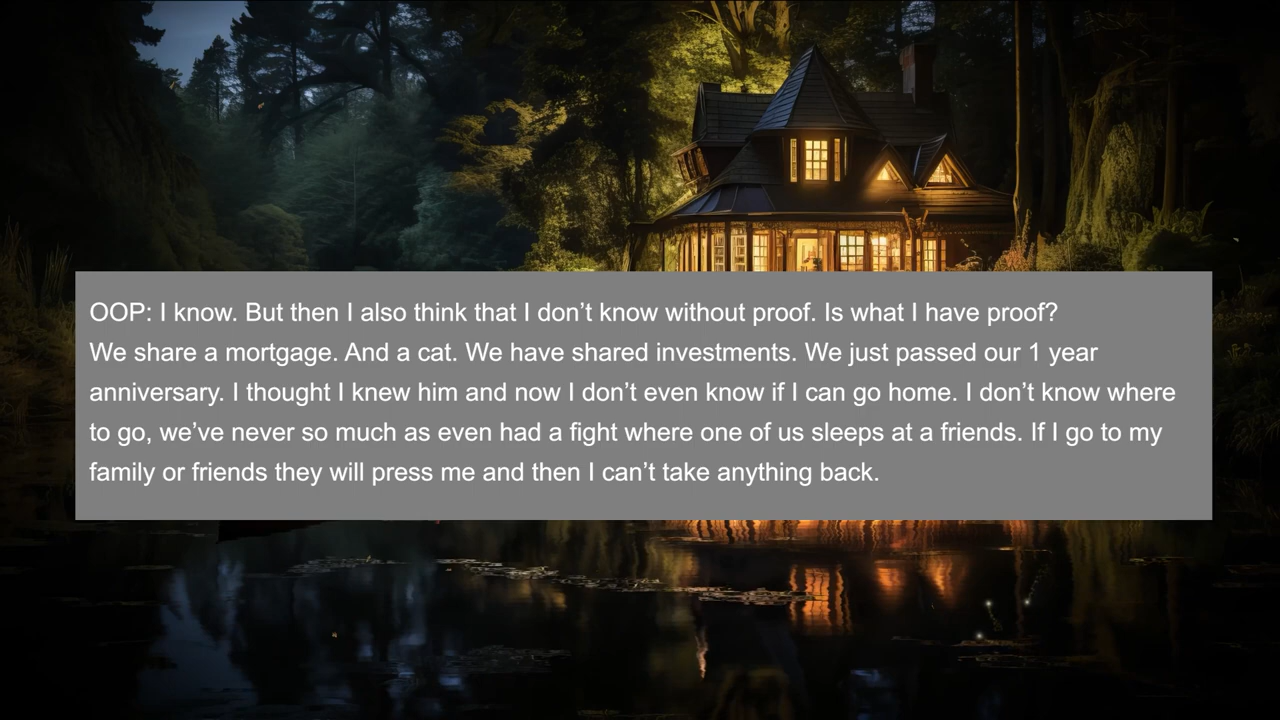 OOP: I know. But then I also think that I don’t know without proof. Is what I have proof?
We share a mortgage. And a cat. We have shared investments. We just passed our 1 year
anniversary. I thought I knew him and now I don’t even know if I can go home. I don’t know where
to go, we’ve never so much as even had a fight where one of us sleeps at a friends. If I go to my
family or friends they will press me and then I can’t take anything back.